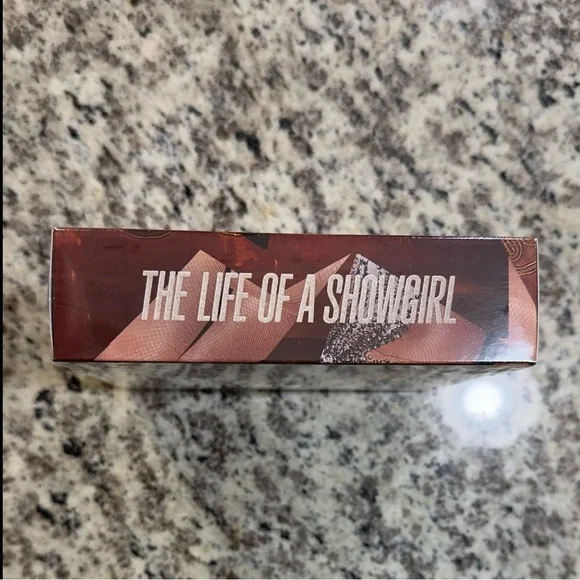 THE LIFE OF A SHOWGIRL